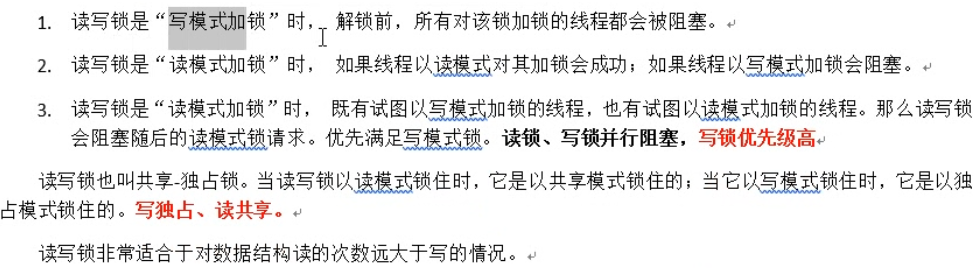 1. 读写锁是“写模式加锁”时， 解锁前，所有对该锁加锁的线程都会被阻塞。
2. 读写锁是“读模式加锁”时， 如果线程以读模式对其加锁会成功；如果线程以写模式加锁会阻塞。
3. 读写锁是“读模式加锁”时， 既有试图以写模式加锁的线程，也有试图以读模式加锁的线程。那么读写锁
会阻塞随后的读模式锁请求。优先满足写模式锁。读锁、写锁并行阻塞，写锁优先级高
读写锁也叫共享-独占锁。当读写锁以读模式锁住时，它是以共享模式锁住的；当它以写模式锁住时，它是以独
占模式锁住的。写独占、读共享。
读写锁非常适合于对数据结构读的次数远大于写的情况。